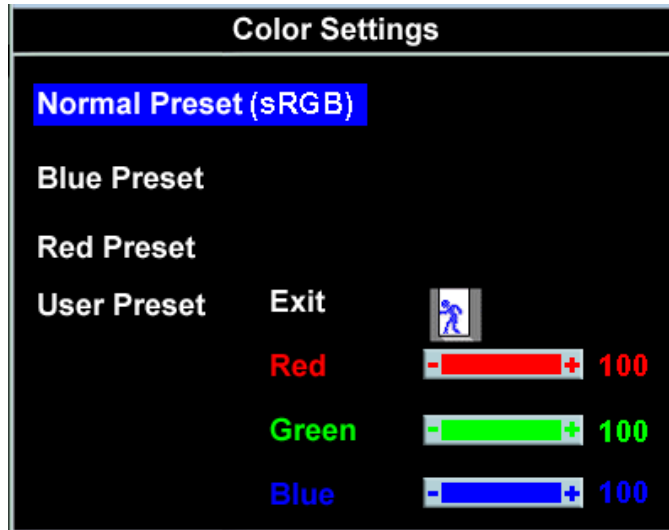 Color Settings
Normal Preset (sRGB)
Blue Preset
Red Preset
User Preset Exit
Red - + 100
Green - + 100
Blue - + 100